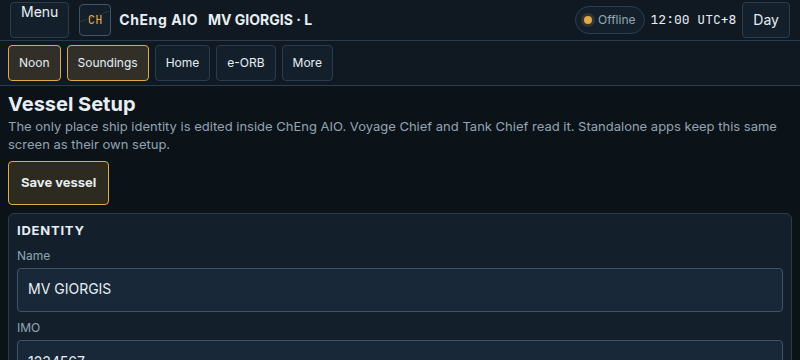 Menu
CH
ChEng AIO MV GIORGIS · L
Offline
12:00 UTC+8
Day
Noon
Soundings
Home
e-ORB
More
Vessel Setup
The only place ship identity is edited inside ChEng AIO. Voyage Chief and Tank Chief read it. Standalone apps keep this same
screen as their own setup.
Save vessel
IDENTITY
Name
MV GIORGIS
IMO
1234567